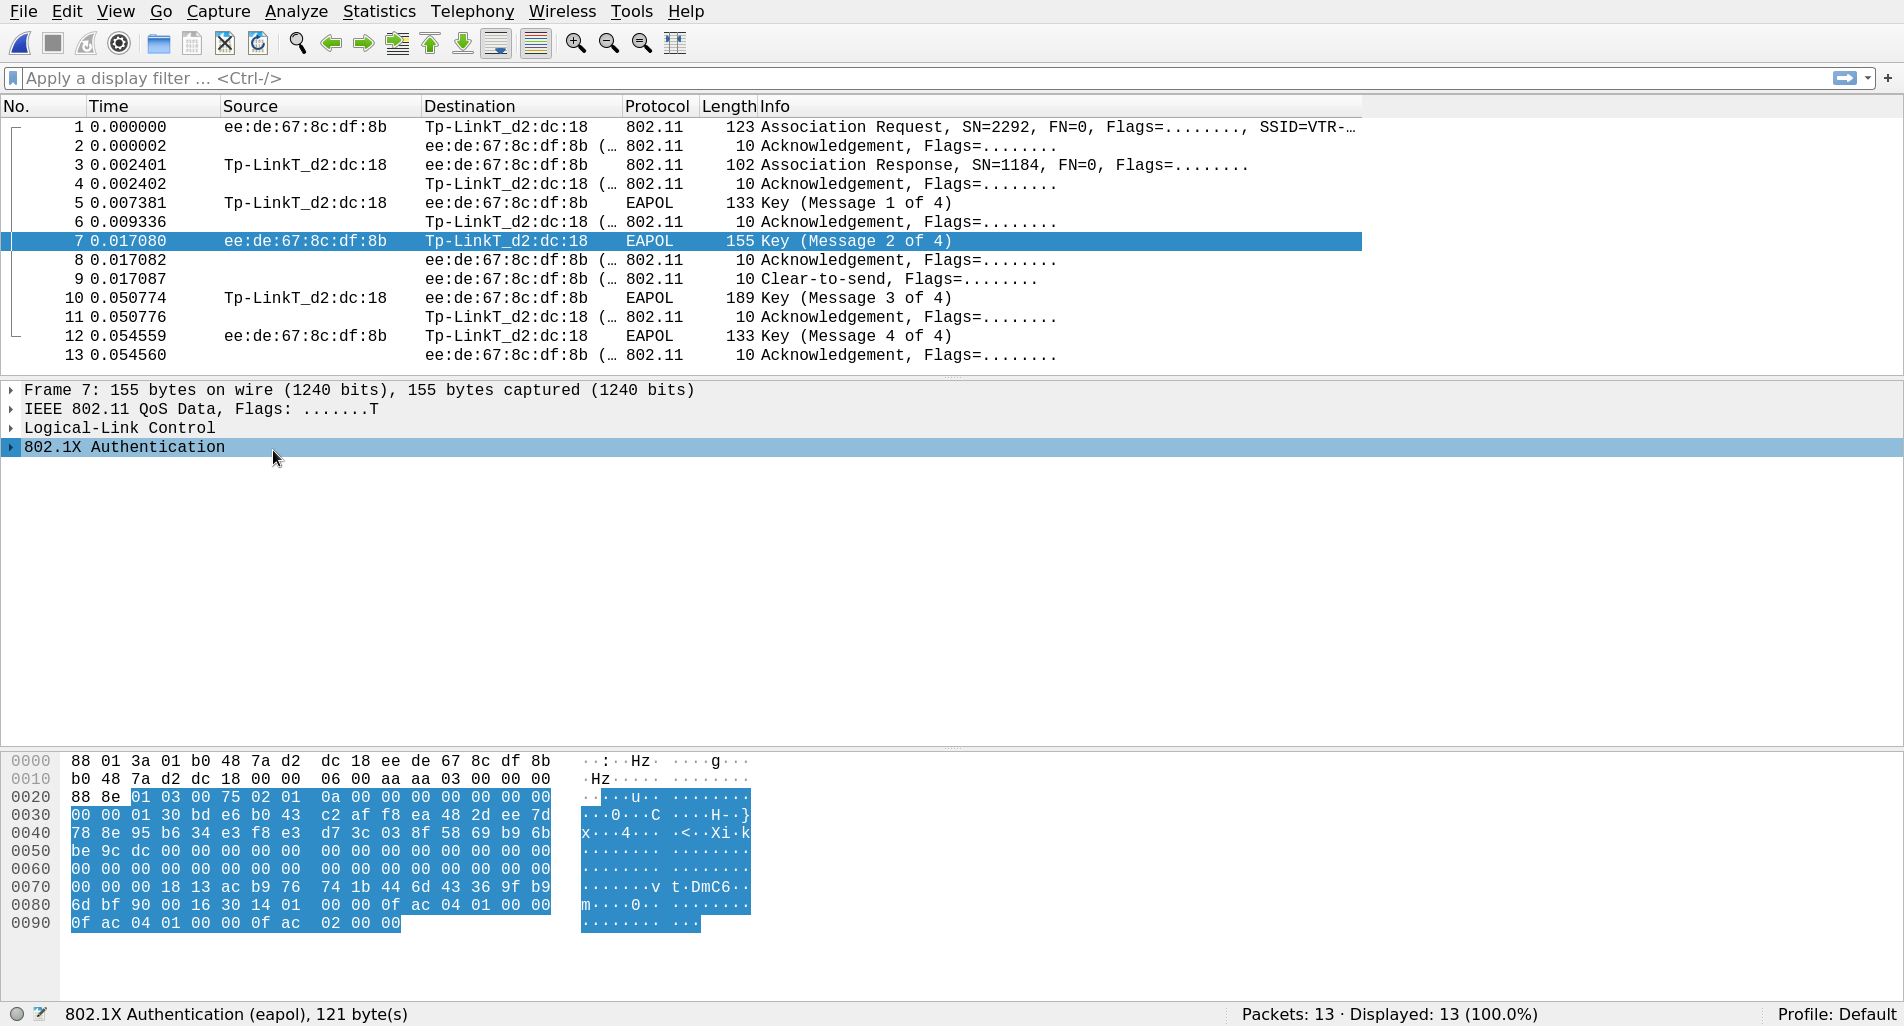 File Edit View Go Capture Analyze Statistics Telephony Wireless Tools Help
Apply a display filter … <Ctrl-/>
No. Time Source Destination Protocol Length Info
1 0.000000 ee:de:67:8c:df:8b Tp-LinkT_d2:dc:18 802.11 123 Association Request, SN=2292, FN=0, Flags=........, SSID=VTR-…
2 0.000002 ee:de:67:8c:df:8b (… 802.11 10 Acknowledgement, Flags=........
3 0.002401 Tp-LinkT_d2:dc:18 ee:de:67:8c:df:8b 802.11 102 Association Response, SN=1184, FN=0, Flags=........
4 0.002402 Tp-LinkT_d2:dc:18 (… 802.11 10 Acknowledgement, Flags=........
5 0.007381 Tp-LinkT_d2:dc:18 ee:de:67:8c:df:8b EAPOL 133 Key (Message 1 of 4)
6 0.009336 Tp-LinkT_d2:dc:18 (… 802.11 10 Acknowledgement, Flags=........
7 0.017080 ee:de:67:8c:df:8b Tp-LinkT_d2:dc:18 EAPOL 155 Key (Message 2 of 4)
8 0.017082 ee:de:67:8c:df:8b (… 802.11 10 Acknowledgement, Flags=........
9 0.017087 ee:de:67:8c:df:8b (… 802.11 10 Clear-to-send, Flags=........
10 0.050774 Tp-LinkT_d2:dc:18 ee:de:67:8c:df:8b EAPOL 189 Key (Message 3 of 4)
11 0.050776 Tp-LinkT_d2:dc:18 (… 802.11 10 Acknowledgement, Flags=........
12 0.054559 ee:de:67:8c:df:8b Tp-LinkT_d2:dc:18 EAPOL 133 Key (Message 4 of 4)
13 0.054560 ee:de:67:8c:df:8b (… 802.11 10 Acknowledgement, Flags=........
Frame 7: 155 bytes on wire (1240 bits), 155 bytes captured (1240 bits)
IEEE 802.11 QoS Data, Flags: .......T
Logical-Link Control
802.1X Authentication
0000 88 01 3a 01 b0 48 7a d2 dc 18 ee de 67 8c df 8b ··:··Hz· ····g···
0010 b0 48 7a d2 dc 18 00 00 06 00 aa aa 03 00 00 00 ·Hz····· ········
0020 88 8e 01 03 00 75 02 01 0a 00 00 00 00 00 00 00 ·····u·· ········
0030 00 00 01 30 bd e6 b0 43 c2 af f8 ea 48 2d ee 7d ···0···C ····H-·}
0040 78 8e 95 b6 34 e3 f8 e3 d7 3c 03 8f 58 69 b9 6b x···4··· ·<··Xi·k
0050 be 9c dc 00 00 00 00 00 00 00 00 00 00 00 00 00 ········ ········
0060 00 00 00 00 00 00 00 00 00 00 00 00 00 00 00 00 ········ ········
0070 00 00 00 18 13 ac b9 76 74 1b 44 6d 43 36 9f b9 ·······v t·DmC6··
0080 6d bf 90 00 16 30 14 01 00 00 0f ac 04 01 00 00 m····0·· ········
0090 0f ac 04 01 00 00 0f ac 02 00 00 ········ ···
802.1X Authentication (eapol), 121 byte(s) Packets: 13 · Displayed: 13 (100.0%) Profile: Default